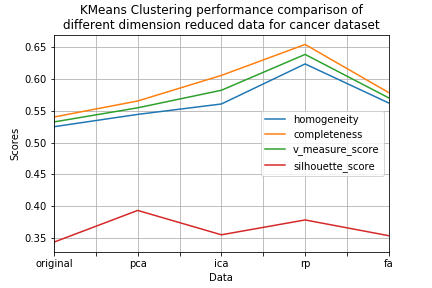 KMeans Clustering performance comparison of
different dimension reduced data for cancer dataset
Scores
0.65
0.60
0.55
0.50
0.45
0.40
0.35
homogeneity
completeness
v_measure_score
silhouette_score
original pca ica rp fa
Data